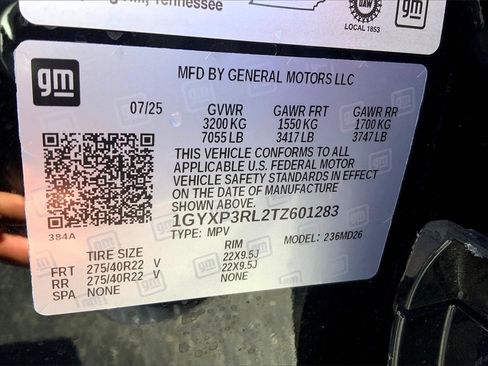 Tennessee
gm
UAW
LOCAL 1853
gm
MFD BY GENERAL MOTORS LLC
07/25 GVWR GAWR FRT GAWR RR
3200 KG 1550 KG 1700 KG
7055 LB 3417 LB 3747 LB
THIS VEHICLE CONFORMS TO ALL
APPLICABLE U.S. FEDERAL MOTOR
VEHICLE SAFETY STANDARDS IN EFFECT
ON THE DATE OF MANUFACTURE
SHOWN ABOVE.
1GYXP3RL2TZ601283
384A
TYPE: MPV MODEL: 236MD26
TIRE SIZE RIM
FRT 275/40R22 V 22X9.5J
RR 275/40R22 V 22X9.5J
SPA NONE NONE